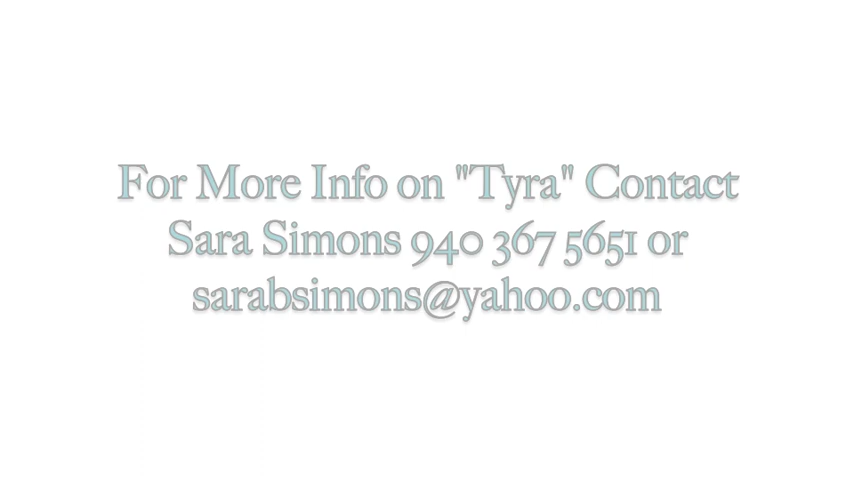 For More Info on "Tyra" Contact
Sara Simons 940 367 5651 or
sarabsimons@yahoo.com